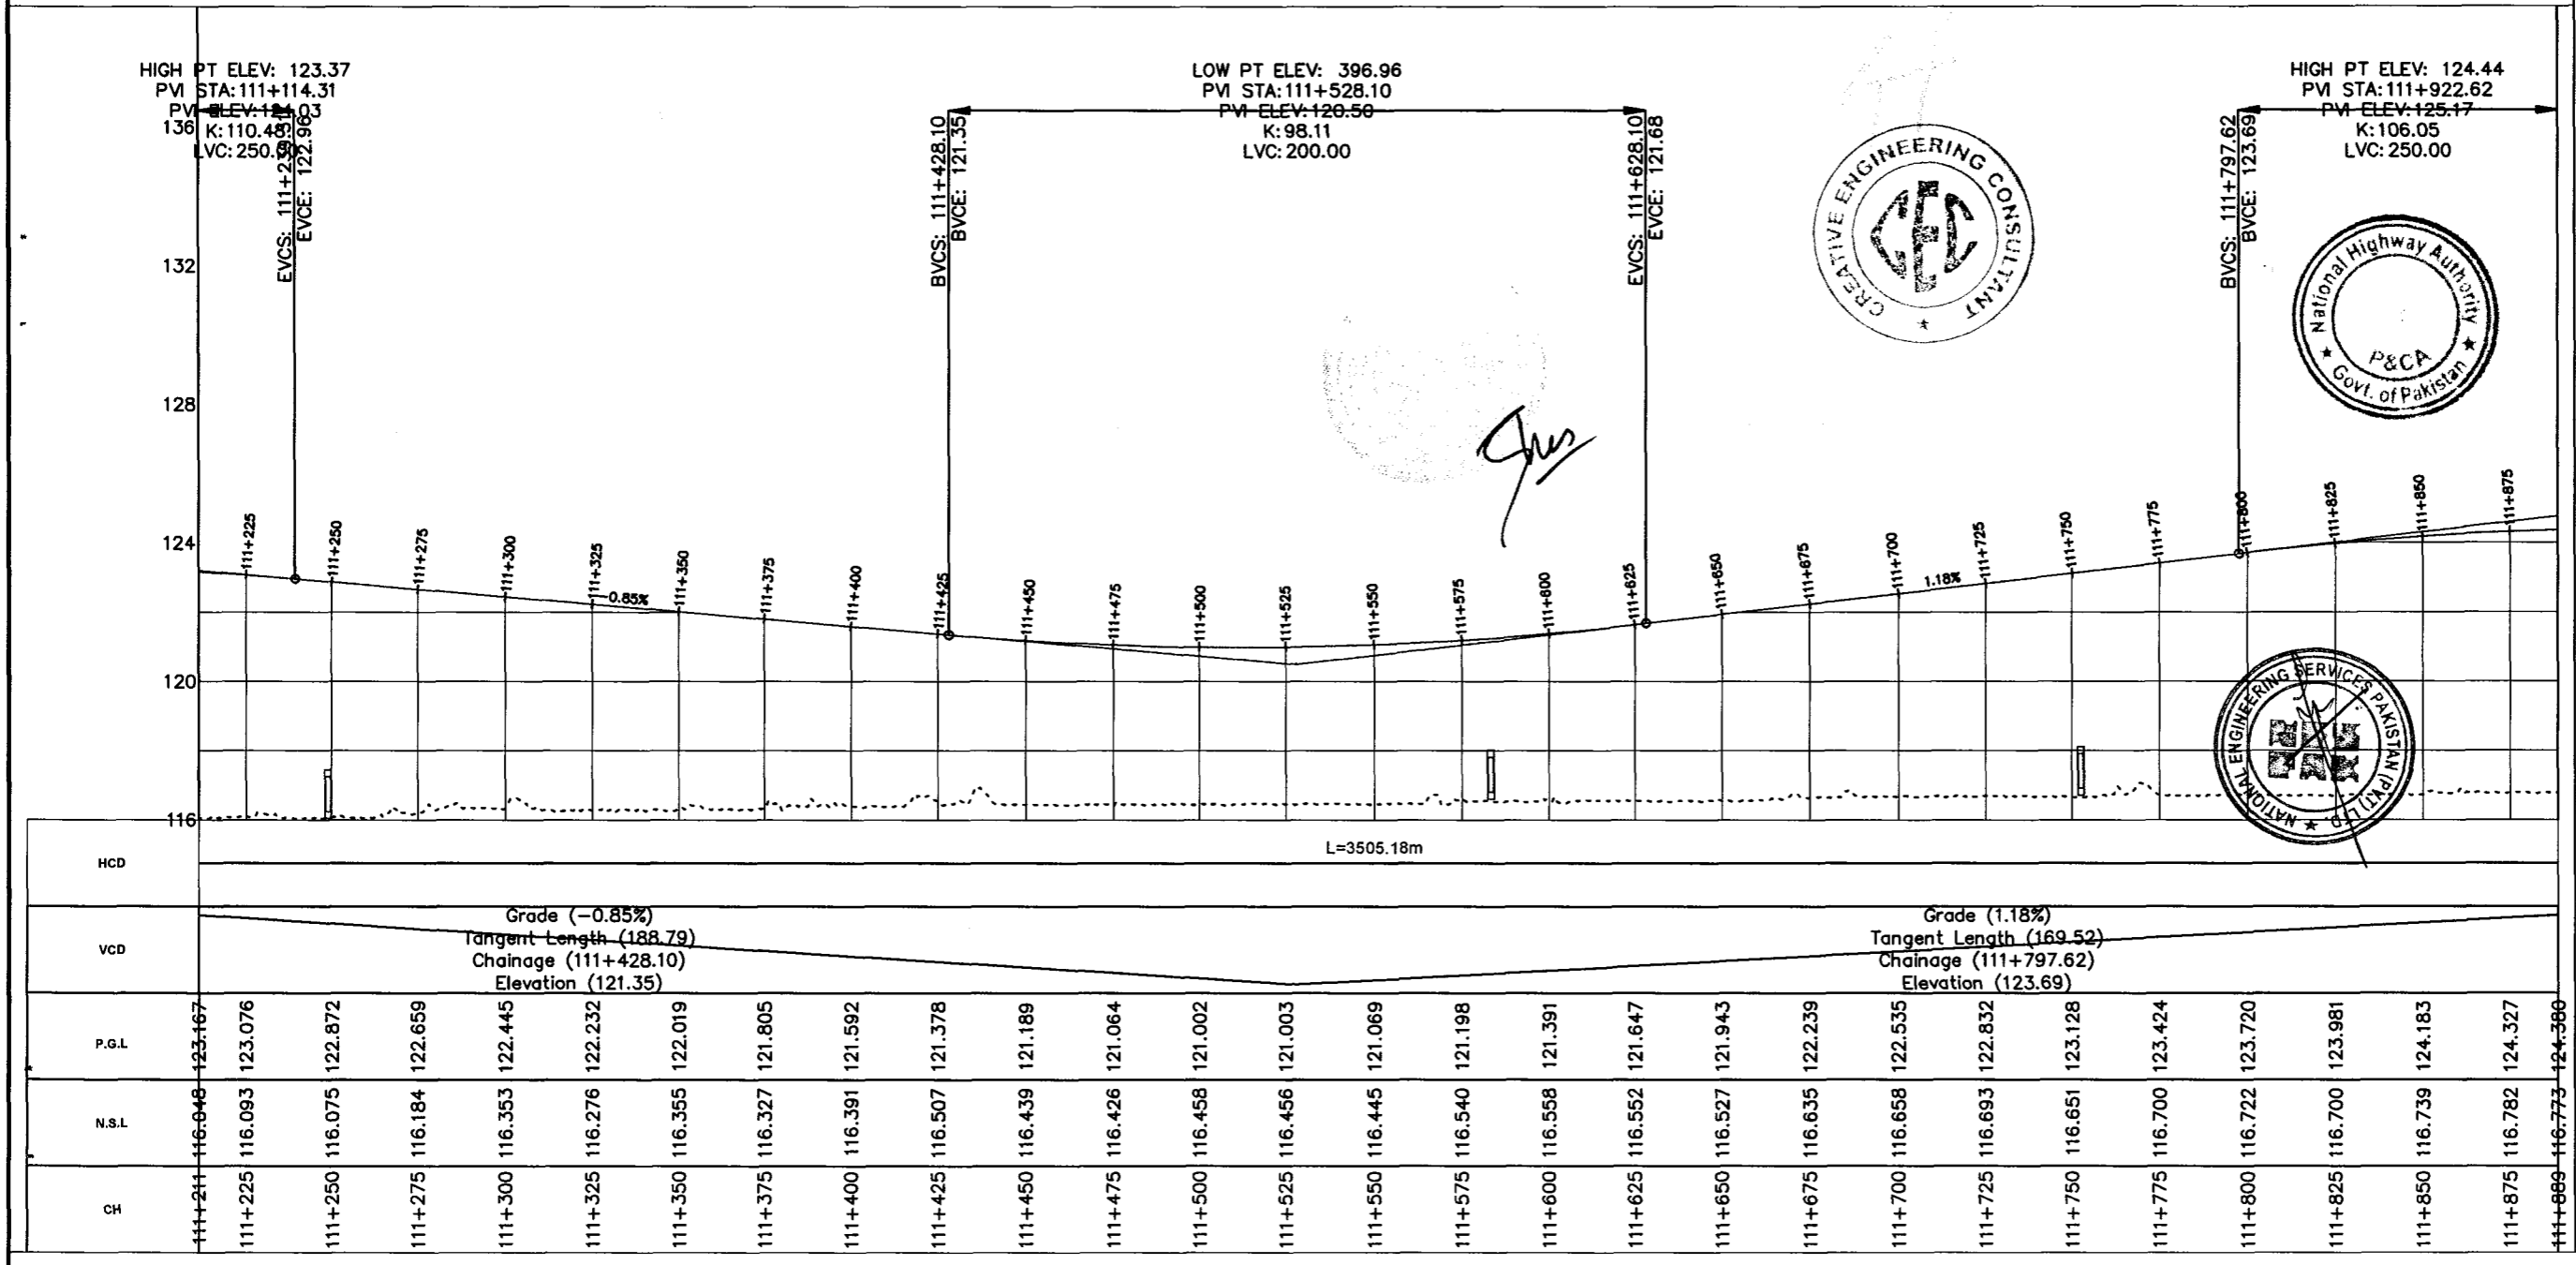 HIGH PT ELEV: 123.37
PVI STA:111+114.31
PVI ELEV:124.03
K:110.48
LVC:250.00
EVCS: 111+239.31
EVCE: 122.96
LOW PT ELEV: 396.96
PVI STA:111+528.10
PVI ELEV:120.50
K:98.11
LVC:200.00
BVCS: 111+428.10
BVCE: 121.35
EVCS: 111+628.10
EVCE: 121.68
HIGH PT ELEV: 124.44
PVI STA:111+922.62
PVI ELEV:125.17
K:106.05
LVC:250.00
BVCS: 111+797.62
BVCE: 123.69
CREATIVE ENGINEERING CONSULTANT
CEC
National Highway Authority
P&CA
Govt. of Pakistan
136
132
128
124
120
116
111+225 111+250 111+275 111+300 111+325 111+350 111+375 111+400 111+425 111+450 111+475 111+500 111+525 111+550 111+575 111+600 111+625 111+650 111+675 111+700 111+725 111+750 111+775 111+800 111+825 111+850 111+875
-0.85%
1.18%
NATIONAL ENGINEERING SERVICES PAKISTAN (PVT) LTD.
HCD
L=3505.18m
VCD
Grade (-0.85%)
Tangent Length (188.79)
Chainage (111+428.10)
Elevation (121.35)
Grade (1.18%)
Tangent Length (169.52)
Chainage (111+797.62)
Elevation (123.69)
P.G.L 123.167 123.076 122.872 122.659 122.445 122.232 122.019 121.805 121.592 121.378 121.189 121.064 121.002 121.003 121.069 121.198 121.391 121.647 121.943 122.239 122.535 122.832 123.128 123.424 123.720 123.981 124.183 124.327 124.380
N.S.L 116.048 116.093 116.075 116.184 116.353 116.276 116.355 116.327 116.391 116.507 116.439 116.426 116.458 116.456 116.445 116.540 116.558 116.552 116.527 116.635 116.658 116.693 116.651 116.700 116.722 116.700 116.739 116.782 116.773
CH 111+211 111+225 111+250 111+275 111+300 111+325 111+350 111+375 111+400 111+425 111+450 111+475 111+500 111+525 111+550 111+575 111+600 111+625 111+650 111+675 111+700 111+725 111+750 111+775 111+800 111+825 111+850 111+875 111+889